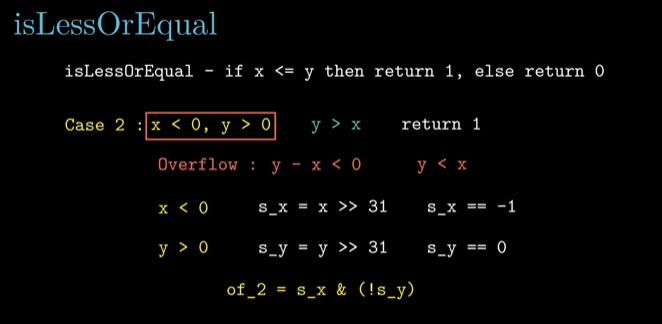 isLessOrEqual
isLessOrEqual - if x <= y then return 1, else return 0
Case 2 : x < 0, y > 0 y > x return 1
Overflow : y - x < 0 y < x
x < 0 s_x = x >> 31 s_x == -1
y > 0 s_y = y >> 31 s_y == 0
of_2 = s_x & (!s_y)